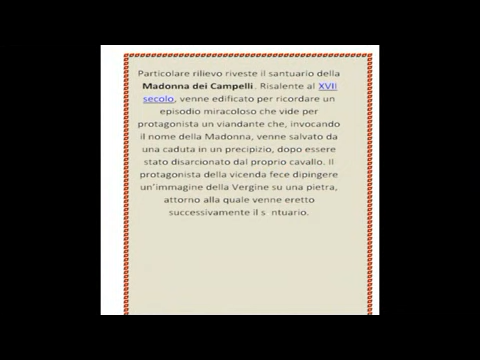 Particolare rilievo riveste il santuario della
Madonna dei Campelli. Risalente al XVII
secolo, venne edificato per ricordare un
episodio miracoloso che vide per
protagonista un viandante che, invocando
il nome della Madonna, venne salvato da
una caduta in un precipizio, dopo essere
stato disarcionato dal proprio cavallo. Il
protagonista della vicenda fece dipingere
un'immagine della Vergine su una pietra,
attorno alla quale venne eretto
successivamente il s ntuario.